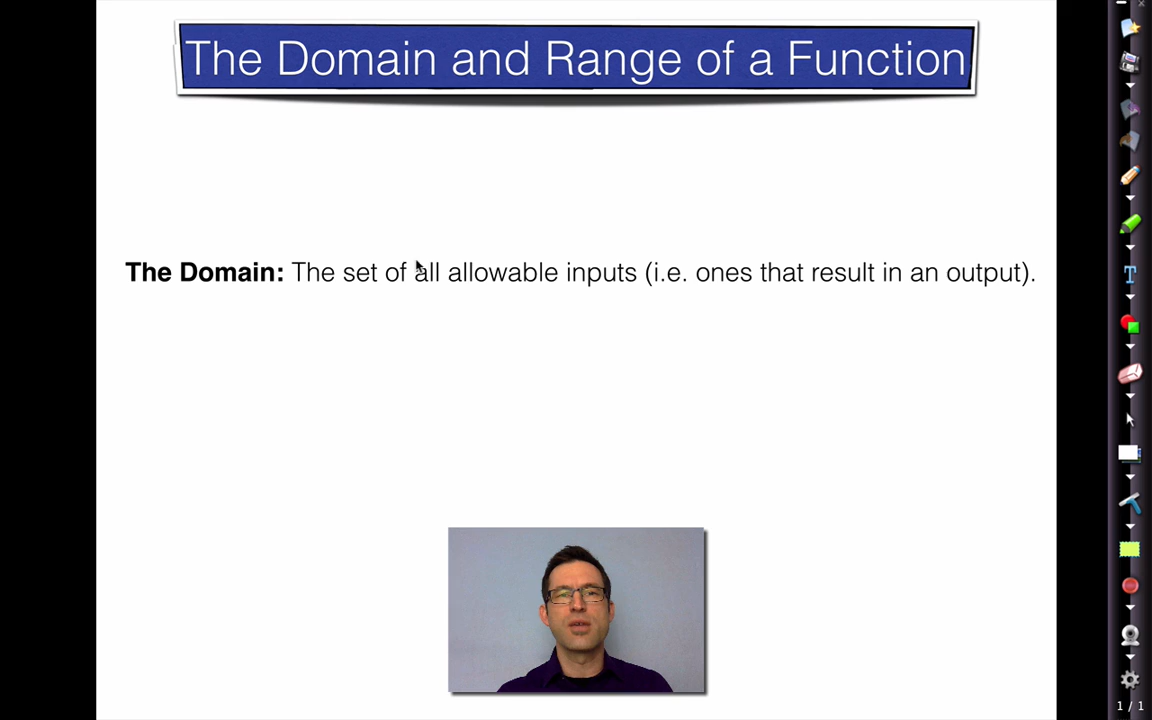 The Domain and Range of a Function
The Domain: The set of all allowable inputs (i.e. ones that result in an output).
T
1 / 1